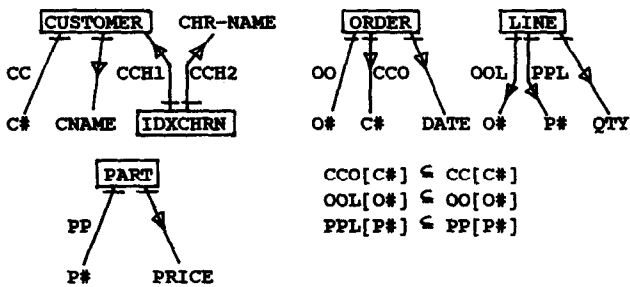 CUSTOMER CHR-NAME ORDER LINE
CC CCH1 CCH2 OO CCO OOL PPL
C# CNAME IDXCHRN O# C# DATE O# P# QTY
PART
CCO[C#] ⊆ CC[C#]
OOL[O#] ⊆ OO[O#]
PP
PPL[P#] ⊆ PP[P#]
P# PRICE